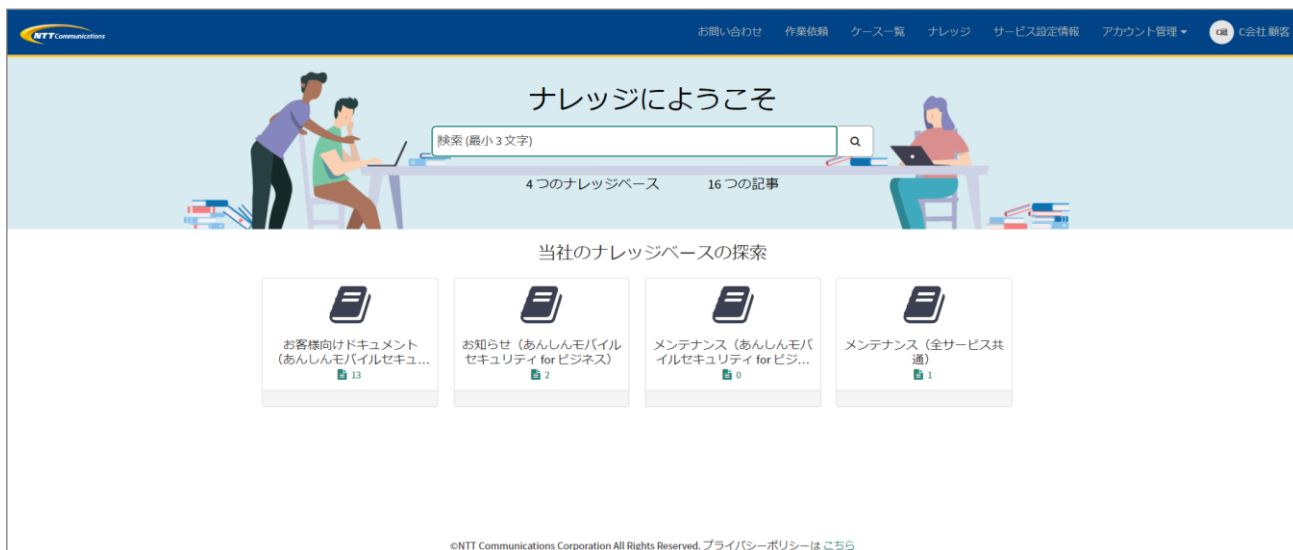 NTT Communications
お問い合わせ 作業依頼 ケース一覧 ナレッジ サービス設定情報 アカウント管理 C会社 顧客
ナレッジにようこそ
検索 (最小 3 文字)
4 つのナレッジベース 16 つの記事
当社のナレッジベースの探索
お客様向けドキュメント
(あんしんモバイルセキュ...
13
お知らせ（あんしんモバイル
セキュリティ for ビジネス）
2
メンテナンス（あんしんモバ
イルセキュリティ for ビジ...
0
メンテナンス（全サービス共
通）
1
©NTT Communications Corporation All Rights Reserved. プライバシーポリシーは こちら